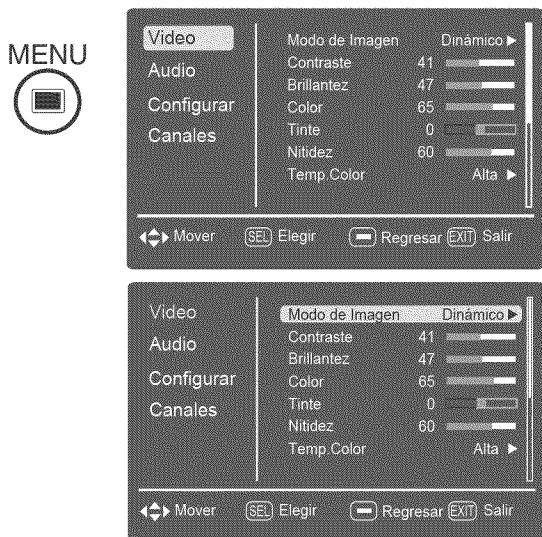 MENU
Video
Audio
Configurar
Canales
Modo de Imagen Dinámico
Contraste 41
Brillantez 47
Color 65
Tinte 0
Nitidez 60
Temp.Color Alta
Mover SEL Elegir Regresar EXIT Salir
Video
Audio
Configurar
Canales
Modo de Imagen Dinámico
Contraste 41
Brillantez 47
Color 65
Tinte 0
Nitidez 60
Temp.Color Alta
Mover SEL Elegir Regresar EXIT Salir